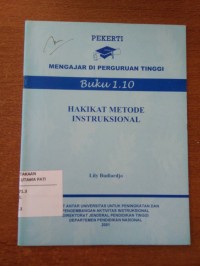 PEKERTI
MENGAJAR DI PERGURUAN TINGGI
Buku 1.10
HAKIKAT METODE
INSTRUKSIONAL
Lily Budiardjo
ANTAR UNIVERSITAS UNTUK PENINGKATAN DAN
PENGEMBANGAN AKTIVITAS INSTRUKSIONAL
DIREKTORAT JENDERAL PENDIDIKAN TINGGI
DEPARTEMEN PENDIDIKAN NASIONAL
2001